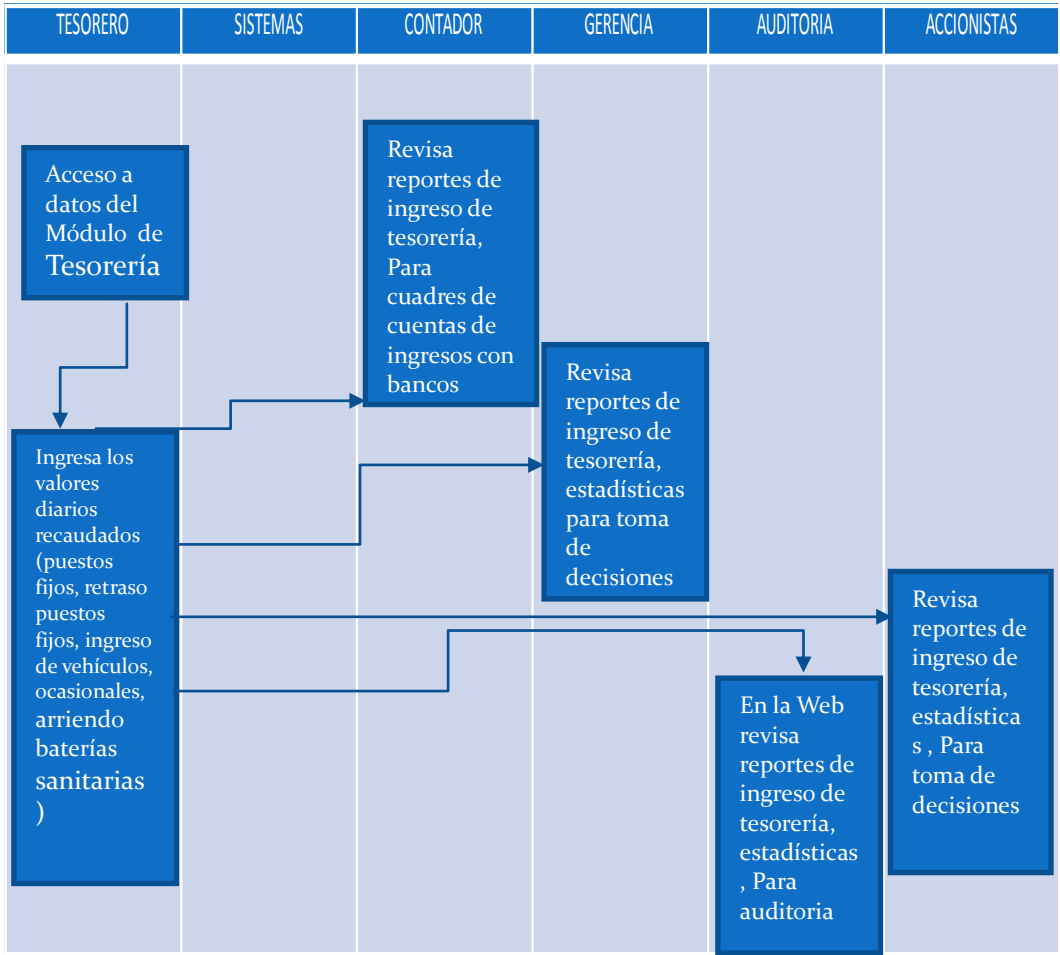 TESORERO
SISTEMAS
CONTADOR
GERENCIA
AUDITORIA
ACCIONISTAS
Acceso a
datos del
Módulo de
Tesorería
Ingresa los
valores
diarios
recaudados
(puestos
fijos, retraso
puestos
fijos, ingreso
de vehículos,
ocasionales,
arriendo
baterías
sanitarias
)
Revisa
reportes de
ingreso de
tesorería,
Para
cuadres de
cuentas de
ingresos con
bancos
Revisa
reportes de
ingreso de
tesorería,
estadísticas
para toma
de
decisiones
En la Web
revisa
reportes de
ingreso de
tesorería,
estadísticas
, Para
auditoria
Revisa
reportes de
ingreso de
tesorería,
estadística
s , Para
toma de
decisiones